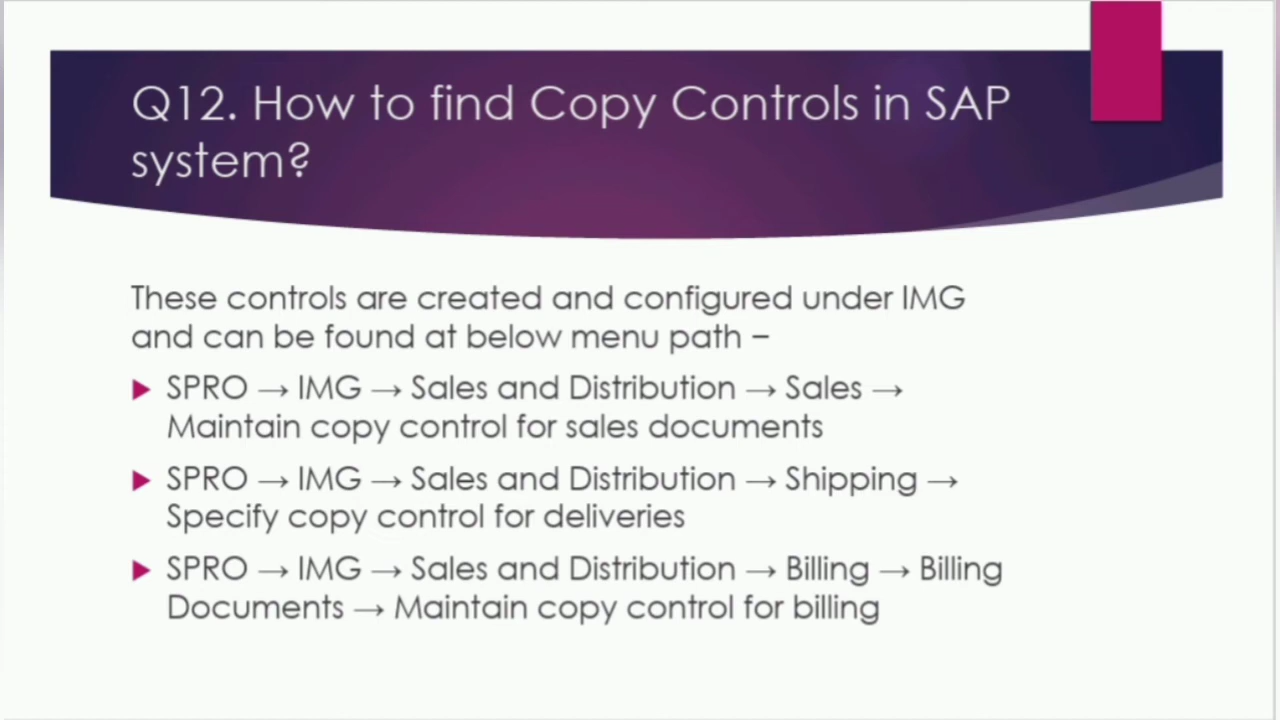 Q12. How to find Copy Controls in SAP
system?
These controls are created and configured under IMG
and can be found at below menu path –
SPRO → IMG → Sales and Distribution → Sales →
Maintain copy control for sales documents
SPRO → IMG → Sales and Distribution → Shipping →
Specify copy control for deliveries
SPRO → IMG → Sales and Distribution → Billing → Billing
Documents → Maintain copy control for billing